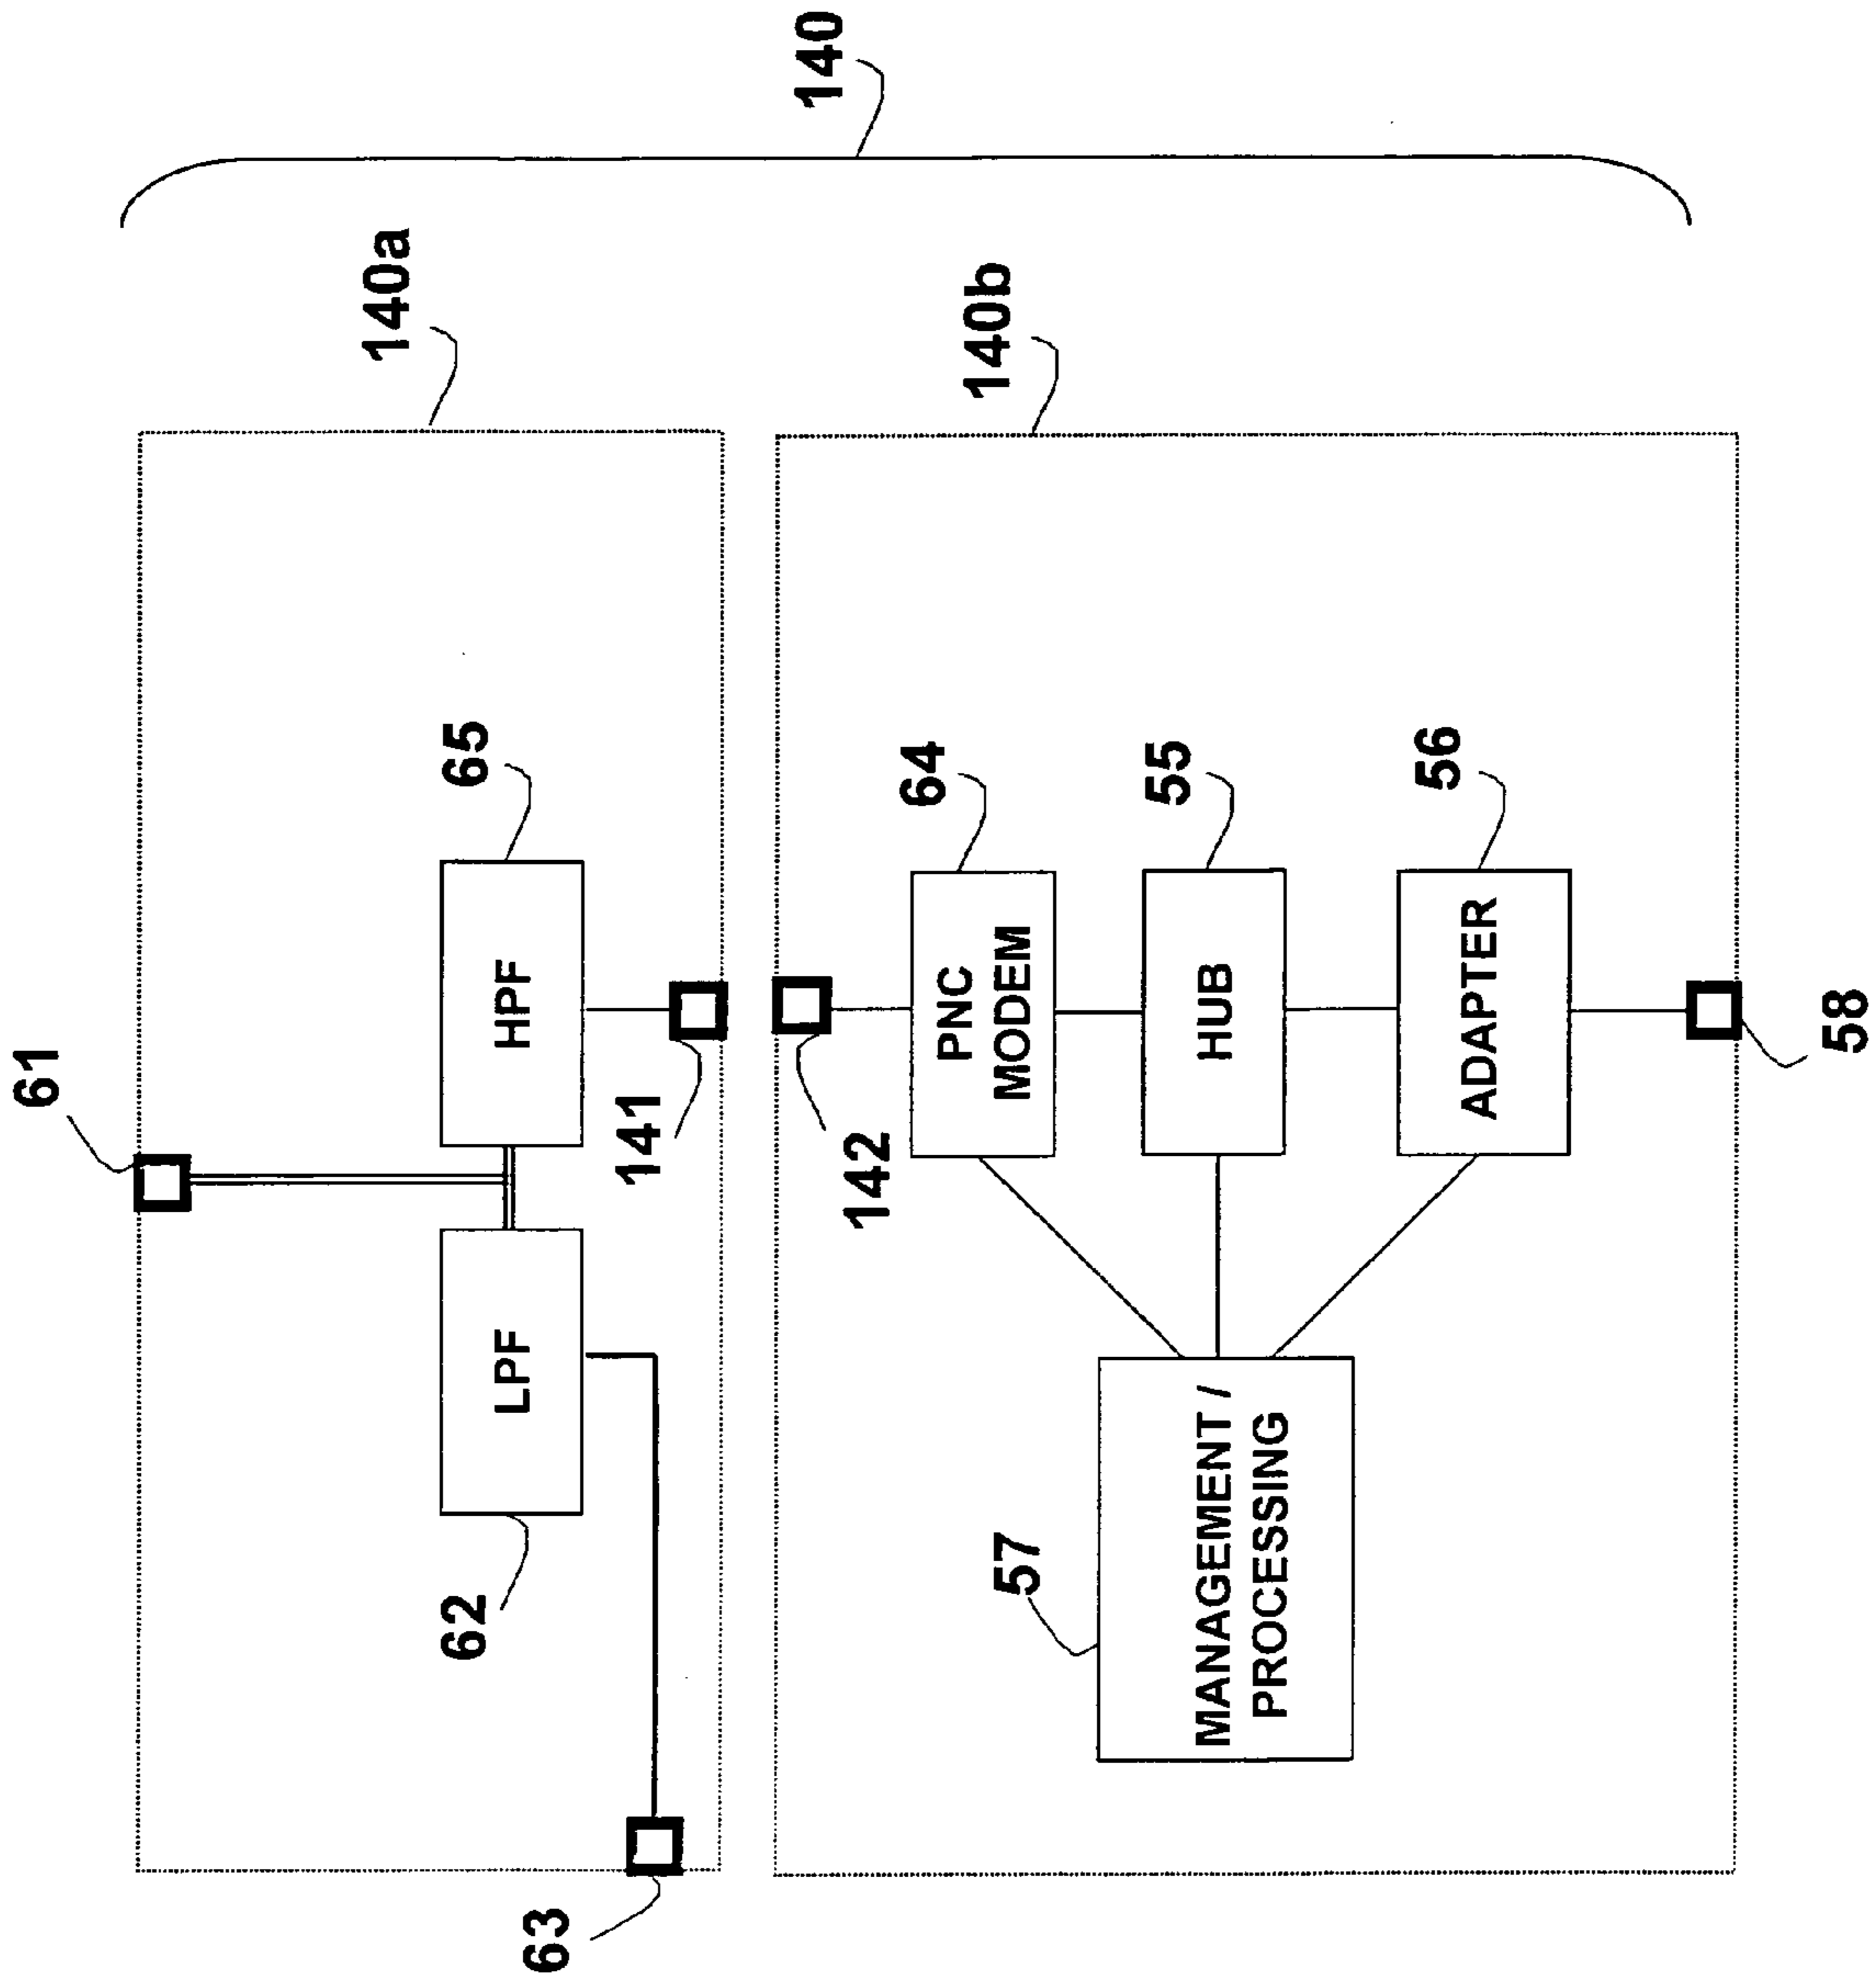 61
140a
62
65
LPF
HPF
63
141
140
142
64
140b
PNC
MODEM
57
55
MANAGEMENT /
PROCESSING
HUB
56
ADAPTER
58